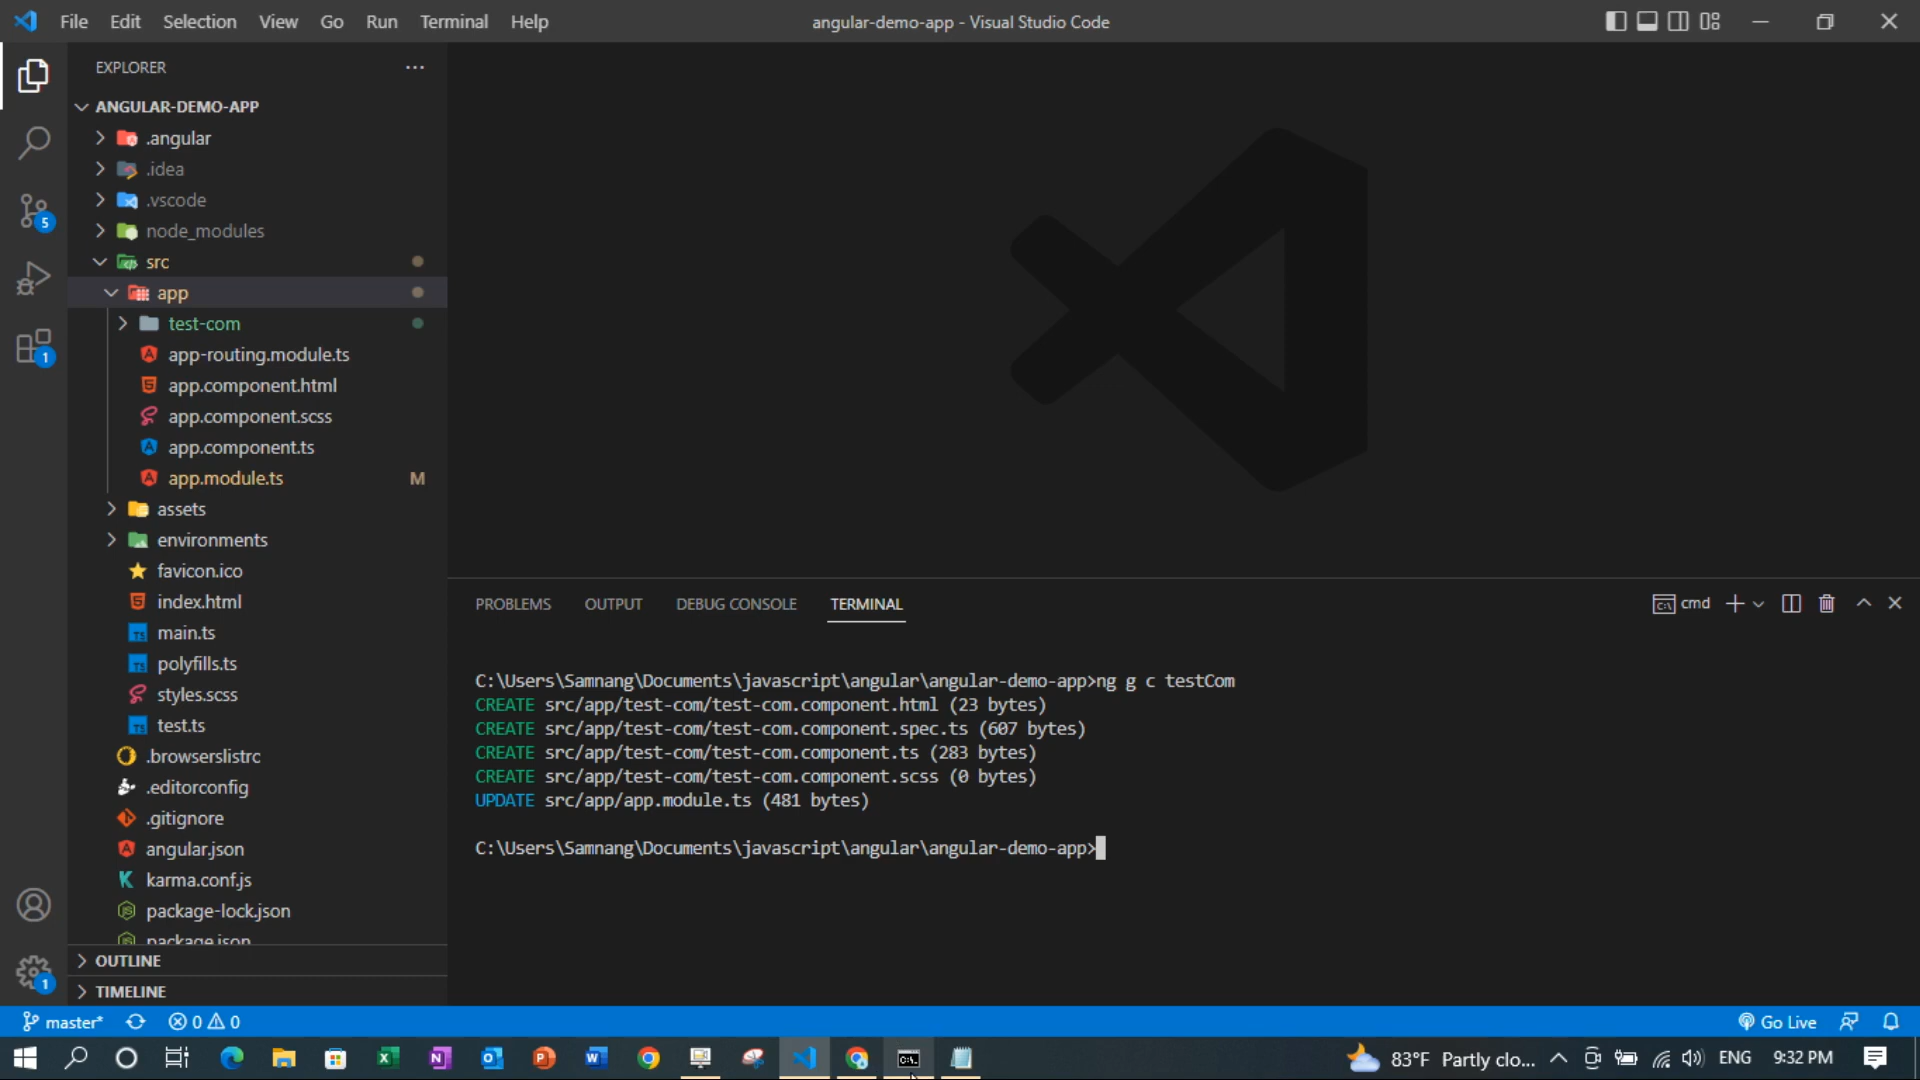 File Edit Selection View Go Run Terminal Help
angular-demo-app - Visual Studio Code
EXPLORER
ANGULAR-DEMO-APP
.angular
.idea
.vscode
node_modules
src
app
test-com
app-routing.module.ts
app.component.html
app.component.scss
app.component.ts
app.module.ts M
assets
environments
favicon.ico
index.html
main.ts
polyfills.ts
styles.scss
test.ts
.browserslistrc
.editorconfig
.gitignore
angular.json
karma.conf.js
package-lock.json
package.json
OUTLINE
TIMELINE
5
1
1
PROBLEMS OUTPUT DEBUG CONSOLE TERMINAL
cmd
C:\Users\Samnang\Documents\javascript\angular\angular-demo-app>ng g c testCom
CREATE src/app/test-com/test-com.component.html (23 bytes)
CREATE src/app/test-com/test-com.component.spec.ts (607 bytes)
CREATE src/app/test-com/test-com.component.ts (283 bytes)
CREATE src/app/test-com/test-com.component.scss (0 bytes)
UPDATE src/app/app.module.ts (481 bytes)
C:\Users\Samnang\Documents\javascript\angular\angular-demo-app>
master* 0 0
Go Live
83°F Partly clo... ENG 9:32 PM